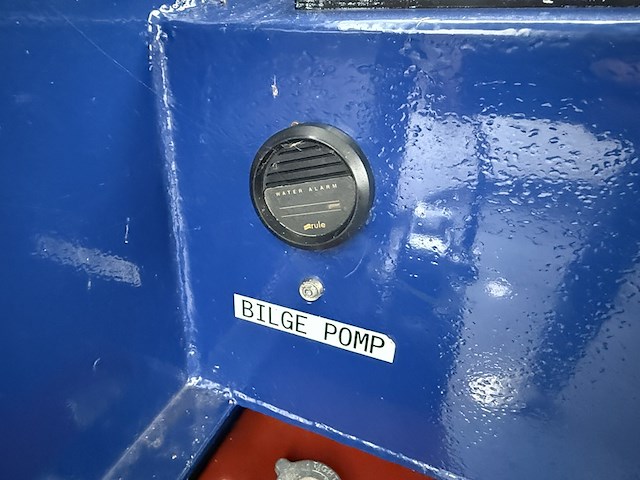 WATER ALARM
rule
BILGE POMP